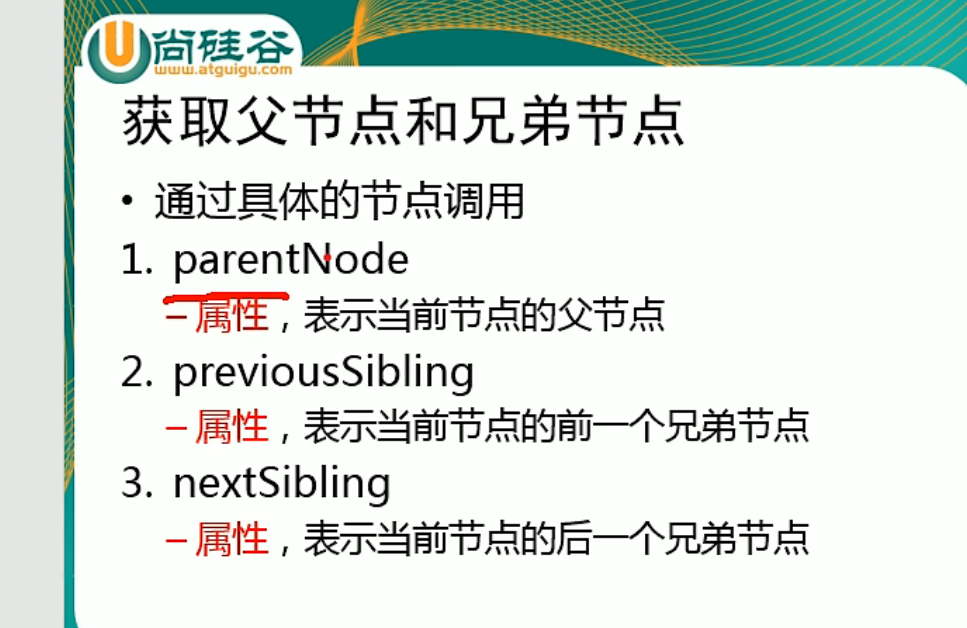 尚硅谷
www.atguigu.com
获取父节点和兄弟节点
• 通过具体的节点调用
1. parentNode
– 属性，表示当前节点的父节点
2. previousSibling
– 属性，表示当前节点的前一个兄弟节点
3. nextSibling
– 属性，表示当前节点的后一个兄弟节点